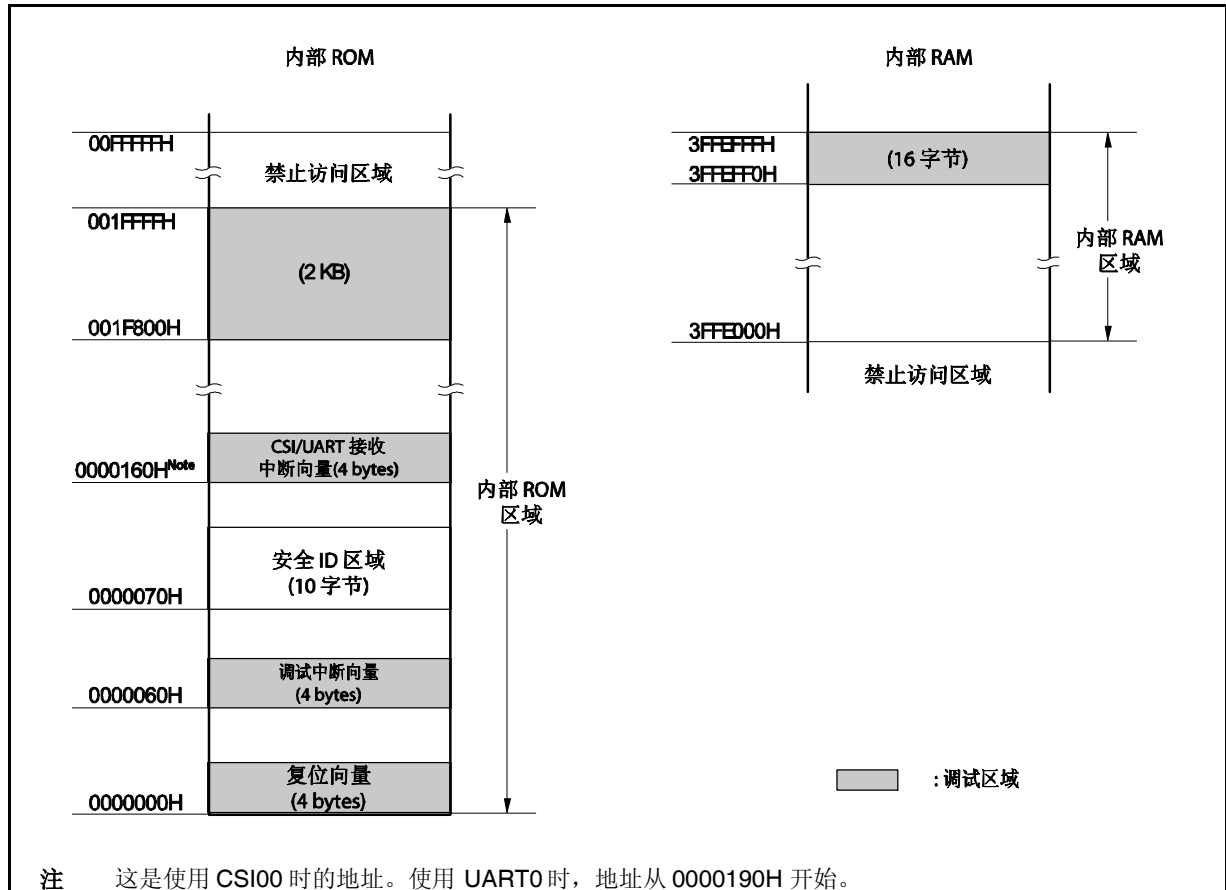 内部 ROM
00FFFFFH
禁止访问区域
001FFFFH
(2 KB)
001F800H
CSI/UART 接收
中断向量(4 bytes)
0000160HNote
内部 ROM
区域
安全 ID 区域
(10 字节)
0000070H
调试中断向量
(4 bytes)
0000060H
复位向量
(4 bytes)
0000000H
内部 RAM
3FFEFFFH
(16 字节)
3FFEFF0H
内部 RAM
区域
3FFE000H
禁止访问区域
: 调试区域
注 这是使用 CSI00 时的地址。使用 UART0 时，地址从 0000190H 开始。